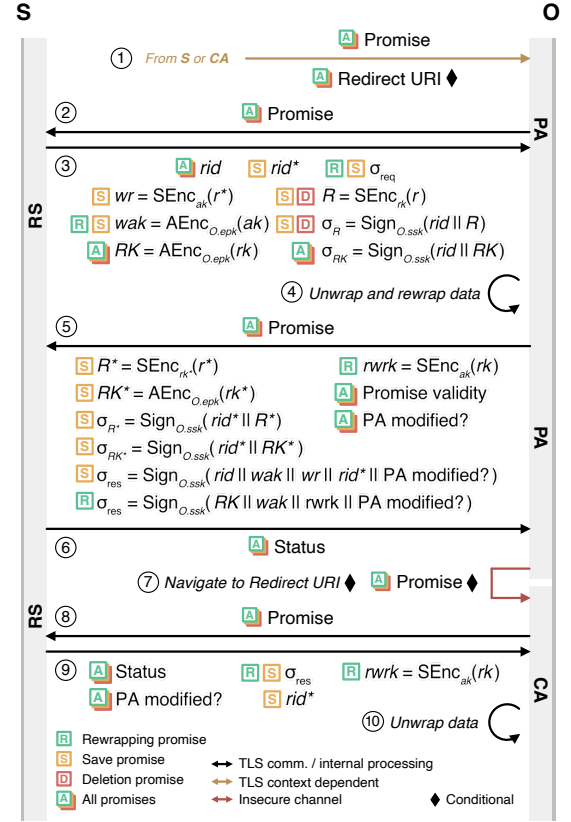 S O
A Promise
1 From S or CA
A Redirect URI ♦
2 A Promise
PA
RS
3 A rid S rid* R S σreq
S wr = SEncak(r*) S D R = SEncrk(r)
R S wak = AEncO.epk(ak) S D σR = SignO.ssk(rid || R)
A RK = AEncO.epk(rk) A σRK = SignO.ssk(rid || RK)
4 Unwrap and rewrap data
5 A Promise
S R* = SEncrk*(r*) R rwrk = SEncak(rk)
S RK* = AEncO.epk(rk*) A Promise validity
S σR* = SignO.ssk(rid* || R*) A PA modified?
S σRK* = SignO.ssk(rid* || RK*)
PA
S σres = SignO.ssk(rid || wak || wr || rid* || PA modified?)
R σres = SignO.ssk(RK || wak || rwrk || PA modified?)
6 A Status
7 Navigate to Redirect URI ♦ A Promise ♦
8 A Promise
RS
9 A Status R S σres R rwrk = SEncak(rk)
A PA modified? S rid*
CA
10 Unwrap data
R Rewrapping promise
S Save promise
D Deletion promise
A All promises
TLS comm. / internal processing
TLS context dependent
Insecure channel
♦ Conditional